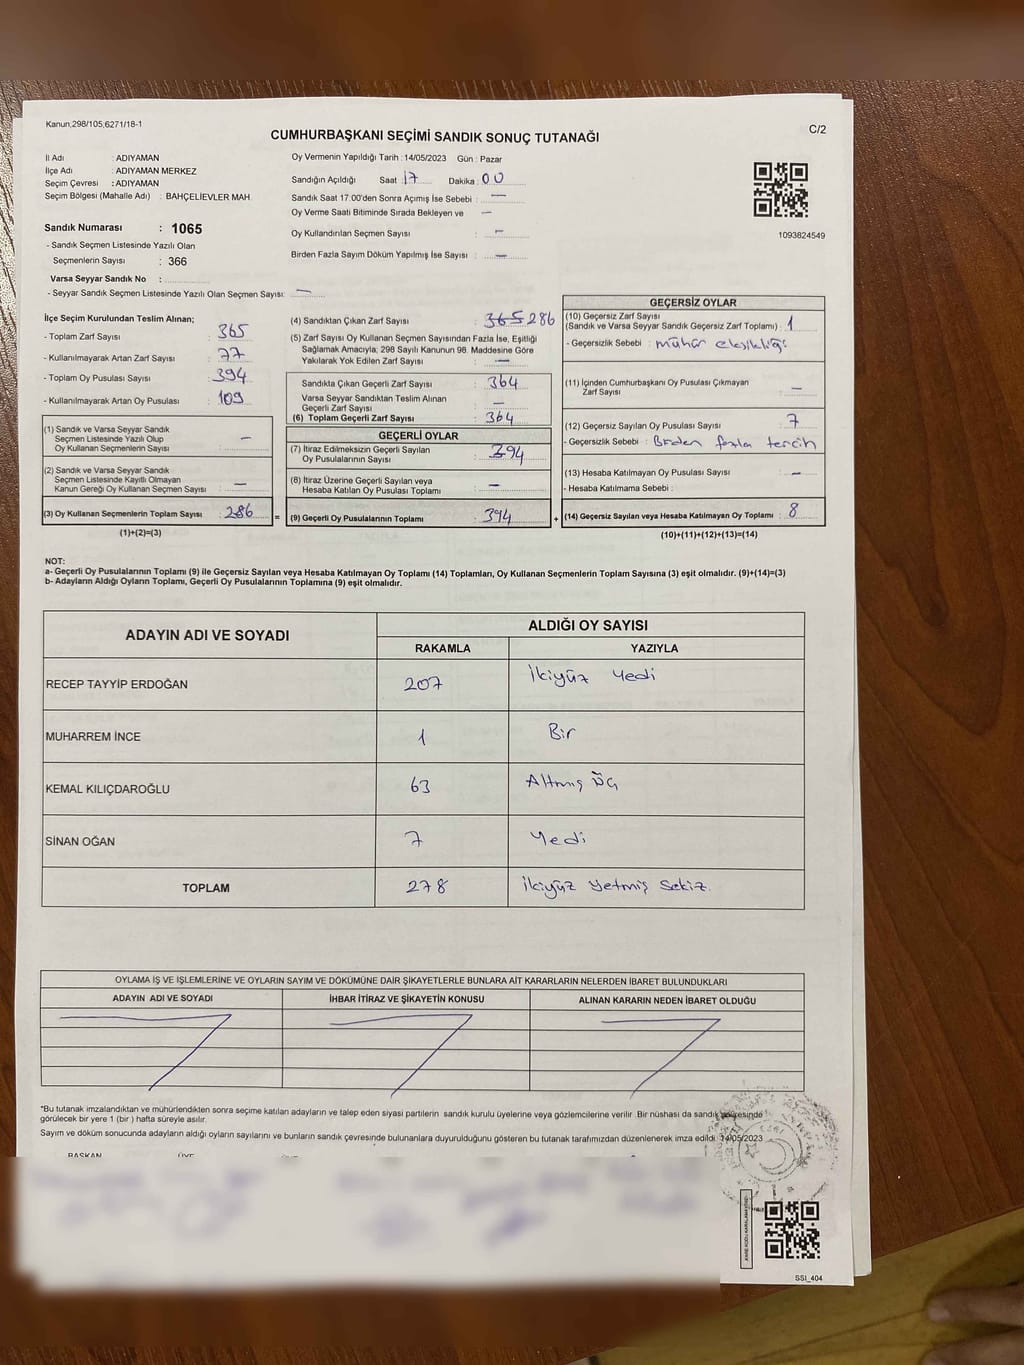 Kanun,298/105,6271/18-1
C/2
CUMHURBAŞKANI SEÇİMİ SANDIK SONUÇ TUTANAĞI
İl Adı : ADIYAMAN
İlçe Adı : ADIYAMAN MERKEZ
Seçim Çevresi : ADIYAMAN
Seçim Bölgesi (Mahalle Adı) : BAHÇELİEVLER MAH.
Sandık Numarası : 1065
- Sandık Seçmen Listesinde Yazılı Olan
Seçmenlerin Sayısı : 366
Varsa Seyyar Sandık No :
- Seyyar Sandık Seçmen Listesinde Yazılı Olan Seçmen Sayısı: —
Oy Vermenin Yapıldığı Tarih : 14/05/2023 Gün : Pazar
Sandığın Açıldığı Saat 17 Dakika : 00
Sandık Saat 17:00'den Sonra Açımış İse Sebebi : —
Oy Verme Saati Bitiminde Sırada Bekleyen ve —
Oy Kullandırılan Seçmen Sayısı : —
Birden Fazla Sayım Döküm Yapılmış İse Sayısı : —
1093824549
İlçe Seçim Kurulundan Teslim Alınan;
- Toplam Zarf Sayısı : 365
- Kullanılmayarak Artan Zarf Sayısı : 77
- Toplam Oy Pusulası Sayısı : 394
- Kullanılmayarak Artan Oy Pusulası : 109
(1) Sandık ve Varsa Seyyar Sandık
Seçmen Listesinde Yazılı Olup
Oy Kullanan Seçmenlerin Sayısı : —
(2) Sandık ve Varsa Seyyar Sandık
Seçmen Listesinde Kayıtlı Olmayan
Kanun Gereği Oy Kullanan Seçmen Sayısı : —
(3) Oy Kullanan Seçmenlerin Toplam Sayısı : 286 =
(1)+(2)=(3)
(4) Sandıktan Çıkan Zarf Sayısı : 365 286
(5) Zarf Sayısı Oy Kullanan Seçmen Sayısından Fazla İse, Eşitliği
Sağlamak Amacıyla; 298 Sayılı Kanunun 98. Maddesine Göre
Yakılarak Yok Edilen Zarf Sayısı : —
Sandıkta Çıkan Geçerli Zarf Sayısı : 364
Varsa Seyyar Sandıktan Teslim Alınan
Geçerli Zarf Sayısı : —
(6) Toplam Geçerli Zarf Sayısı : 364
GEÇERLİ OYLAR
(7) İtiraz Edilmeksizin Geçerli Sayılan
Oy Pusulalarının Sayısı : 394
(8) İtiraz Üzerine Geçerli Sayılan veya
Hesaba Katılan Oy Pusulası Toplamı : —
(9) Geçerli Oy Pusulalarının Toplamı : 394 +
GEÇERSİZ OYLAR
(10) Geçersiz Zarf Sayısı
(Sandık ve Varsa Seyyar Sandık Geçersiz Zarf Toplamı) : 1
- Geçersizlik Sebebi : mühür eksikliği
(11) İçinden Cumhurbaşkanı Oy Pusulası Çıkmayan
Zarf Sayısı : —
(12) Geçersiz Sayılan Oy Pusulası Sayısı : 7
- Geçersizlik Sebebi : Birden fazla tercih
(13) Hesaba Katılmayan Oy Pusulası Sayısı : —
- Hesaba Katılmama Sebebi :
(14) Geçersiz Sayılan veya Hesaba Katılmayan Oy Toplamı : 8
(10)+(11)+(12)+(13)=(14)
NOT:
a- Geçerli Oy Pusulalarının Toplamı (9) ile Geçersiz Sayılan veya Hesaba Katılmayan Oy Toplamı (14) Toplamları, Oy Kullanan Seçmenlerin Toplam Sayısına (3) eşit olmalıdır. (9)+(14)=(3)
b- Adayların Aldığı Oyların Toplamı, Geçerli Oy Pusulalarının Toplamına (9) eşit olmalıdır.
ADAYIN ADI VE SOYADI
ALDIĞI OY SAYISI
RAKAMLA YAZIYLA
RECEP TAYYİP ERDOĞAN 207 İkiyüz Yedi
MUHARREM İNCE 1 Bir
KEMAL KILIÇDAROĞLU 63 Altmış Üç
SİNAN OĞAN 7 Yedi
TOPLAM 278 İkiyüz Yetmiş Sekiz.
OYLAMA İŞ VE İŞLEMLERİNE VE OYLARIN SAYIM VE DÖKÜMÜNE DAİR ŞİKAYETLERLE BUNLARA AİT KARARLARIN NELERDEN İBARET BULUNDUKLARI
ADAYIN ADI VE SOYADI İHBAR İTİRAZ VE ŞİKAYETİN KONUSU ALINAN KARARIN NEDEN İBARET OLDUĞU
*Bu tutanak imzalandıktan ve mühürlendikten sonra seçime katılan adayların ve talep eden siyasi partilerin sandık kurulu üyelerine veya gözlemcilerine verilir .Bir nüshası da sandık çevresinde
görülecek bir yere 1 (bir ) hafta süreyle asılır.
Sayım ve döküm sonucunda adayların aldığı oyların sayılarını ve bunların sandık çevresinde bulunanlara duyurulduğunu gösteren bu tutanak tarafımızdan düzenlenerek imza edildi. 14/05/2023
BAŞKAN ÜYE
SSİ_404